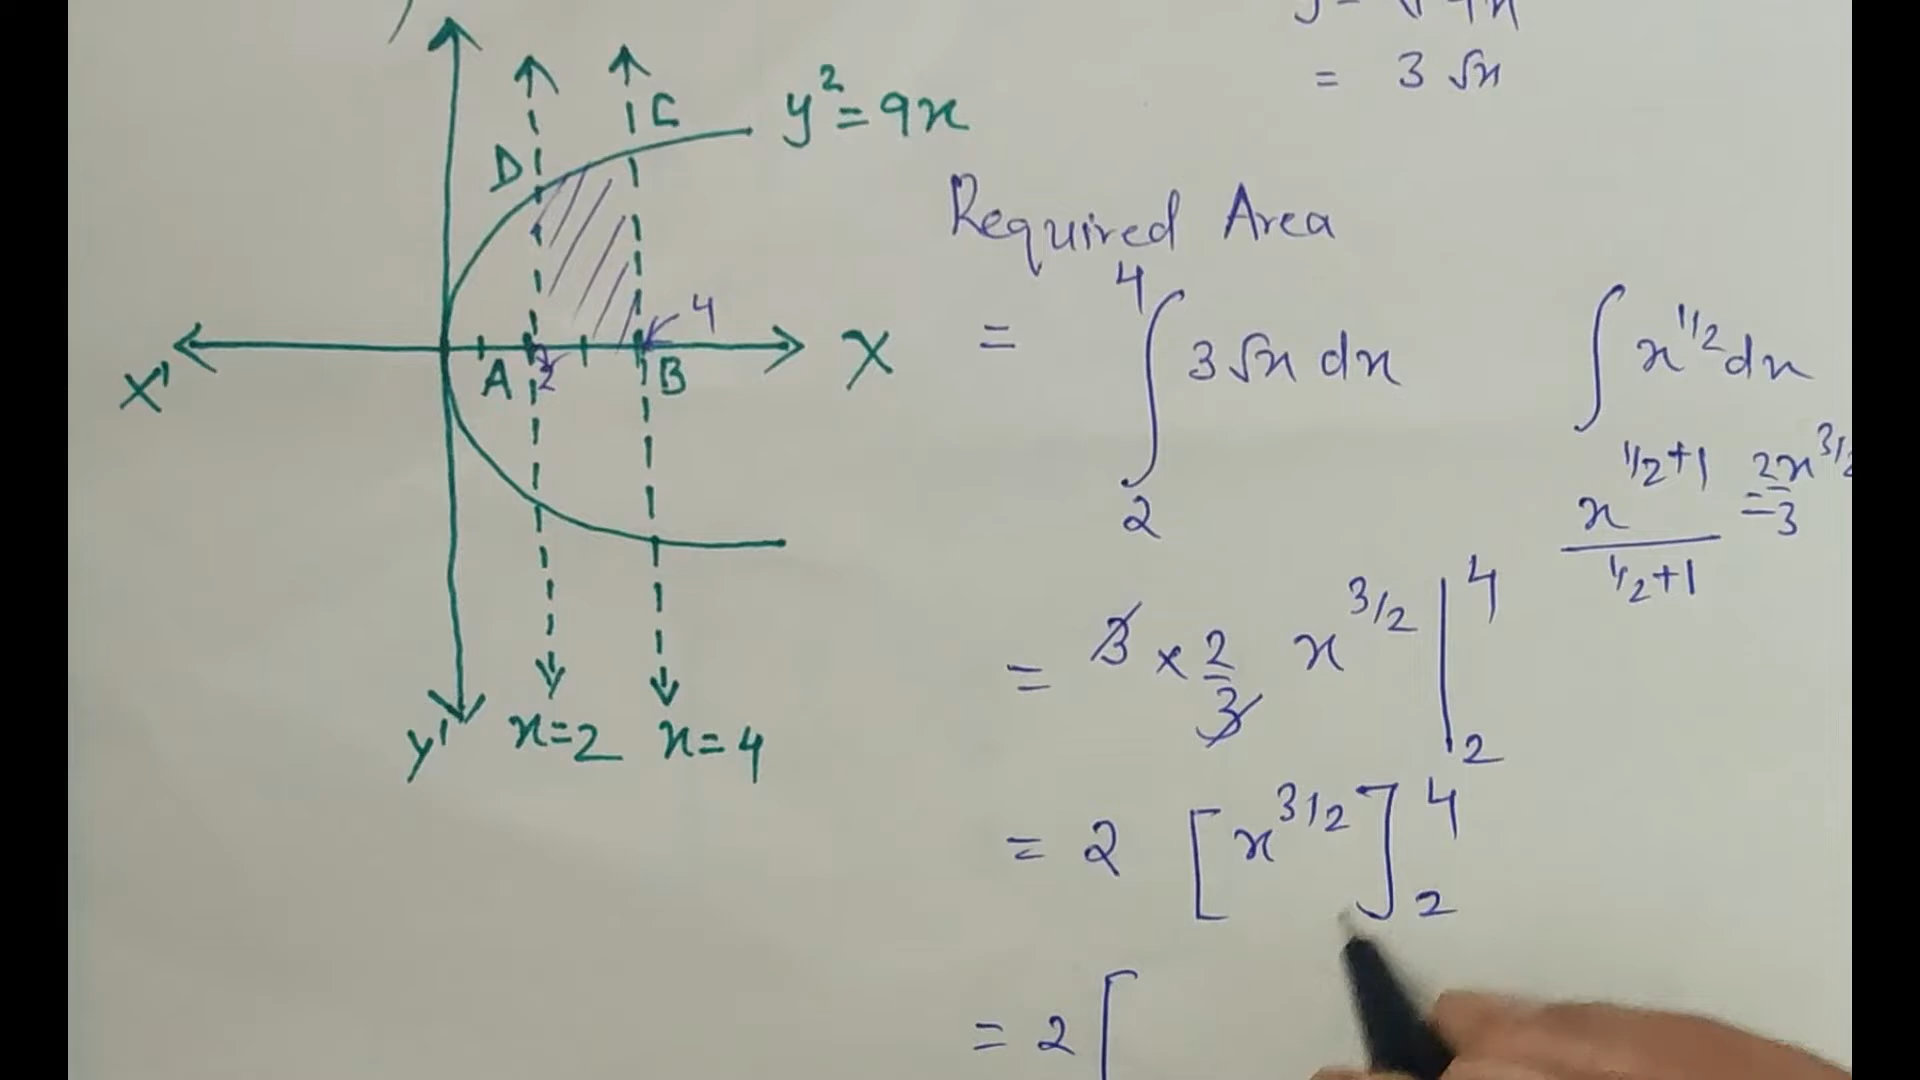 = 3 √x
y² = 9x
C
D
Required Area
= ∫₂⁴ 3√x dx
∫ x^{1/2} dx
x^{1/2+1} / 1/2+1 = 2x^{3/2} / 3
4
X'
A
2
B
X
= 3 × 2/3 x^{3/2} |₂⁴
y'
x=2
x=4
= 2 [x^{3/2}]₂⁴
= 2 [